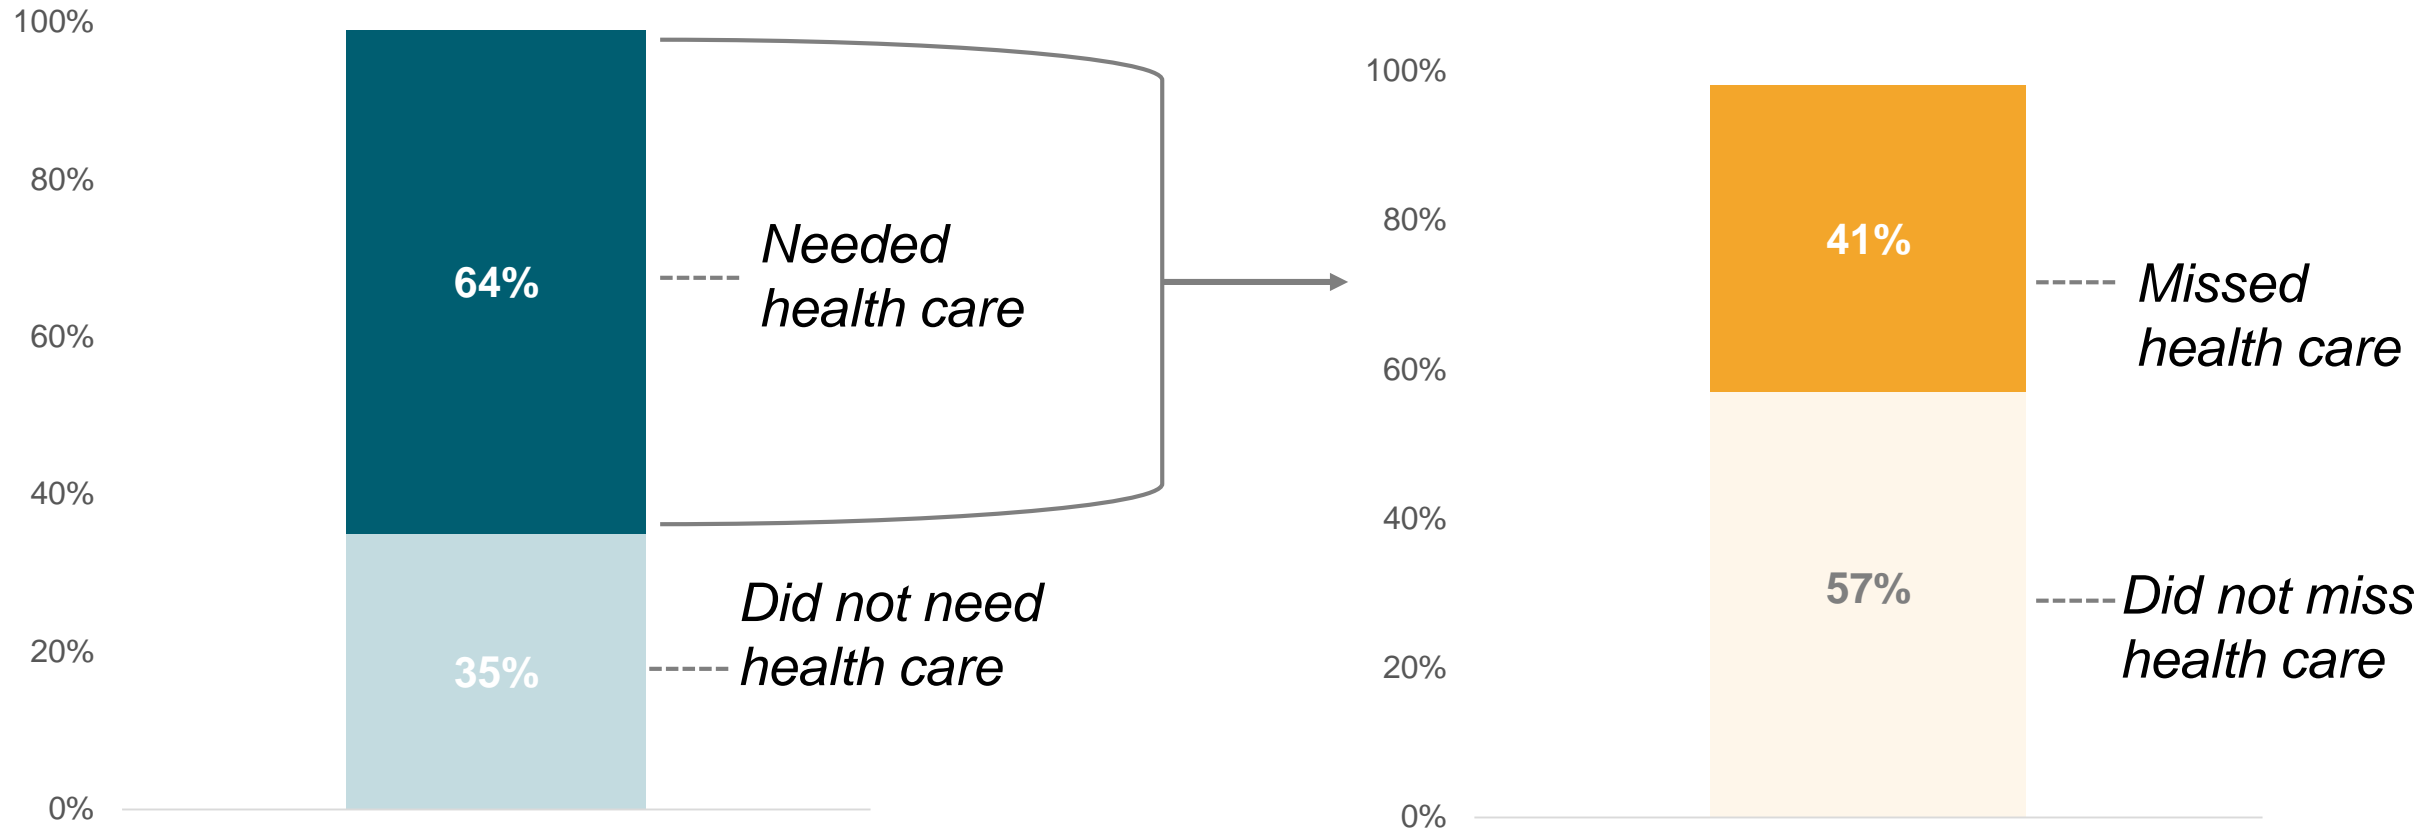 100%
80%
60%
40%
20%
0%
64%
35%
Needed
health care
Did not need
health care
100%
80%
60%
40%
20%
0%
41%
57%
Missed
health care
Did not miss
health care